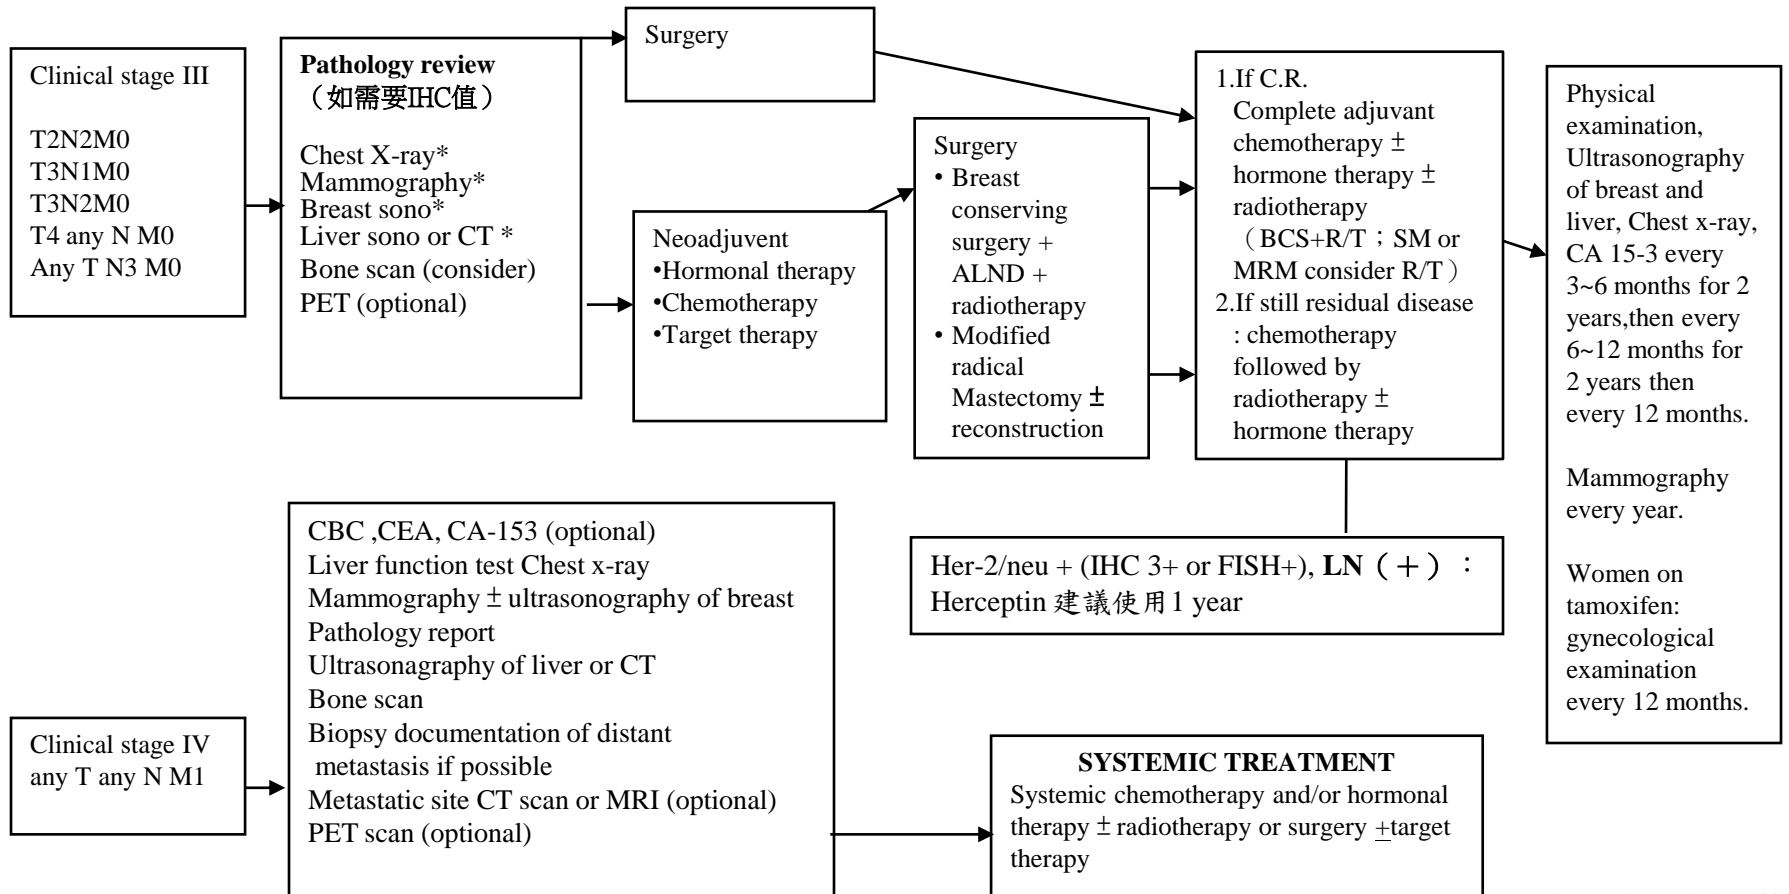 Clinical stage III
T2N2M0
T3N1M0
T3N2M0
T4 any N M0
Any T N3 M0
Pathology review
（如需要IHC值）
Chest X-ray*
Mammography*
Breast sono*
Liver sono or CT *
Bone scan (consider)
PET (optional)
Surgery
Neoadjuvent
•Hormonal therapy
•Chemotherapy
•Target therapy
Surgery
• Breast
conserving
surgery +
ALND +
radiotherapy
• Modified
radical
Mastectomy ±
reconstruction
1.If C.R.
Complete adjuvant
chemotherapy ±
hormone therapy ±
radiotherapy
（BCS+R/T；SM or
MRM consider R/T）
2.If still residual disease
: chemotherapy
followed by
radiotherapy ±
hormone therapy
Her-2/neu + (IHC 3+ or FISH+), LN（＋）：
Herceptin 建議使用1 year
Physical
examination,
Ultrasonography
of breast and
liver, Chest x-ray,
CA 15-3 every
3~6 months for 2
years,then every
6~12 months for
2 years then
every 12 months.
Mammography
every year.
Women on
tamoxifen:
gynecological
examination
every 12 months.
Clinical stage IV
any T any N M1
CBC ,CEA, CA-153 (optional)
Liver function test Chest x-ray
Mammography ± ultrasonography of breast
Pathology report
Ultrasonagraphy of liver or CT
Bone scan
Biopsy documentation of distant
metastasis if possible
Metastatic site CT scan or MRI (optional)
PET scan (optional)
SYSTEMIC TREATMENT
Systemic chemotherapy and/or hormonal
therapy ± radiotherapy or surgery +target
therapy